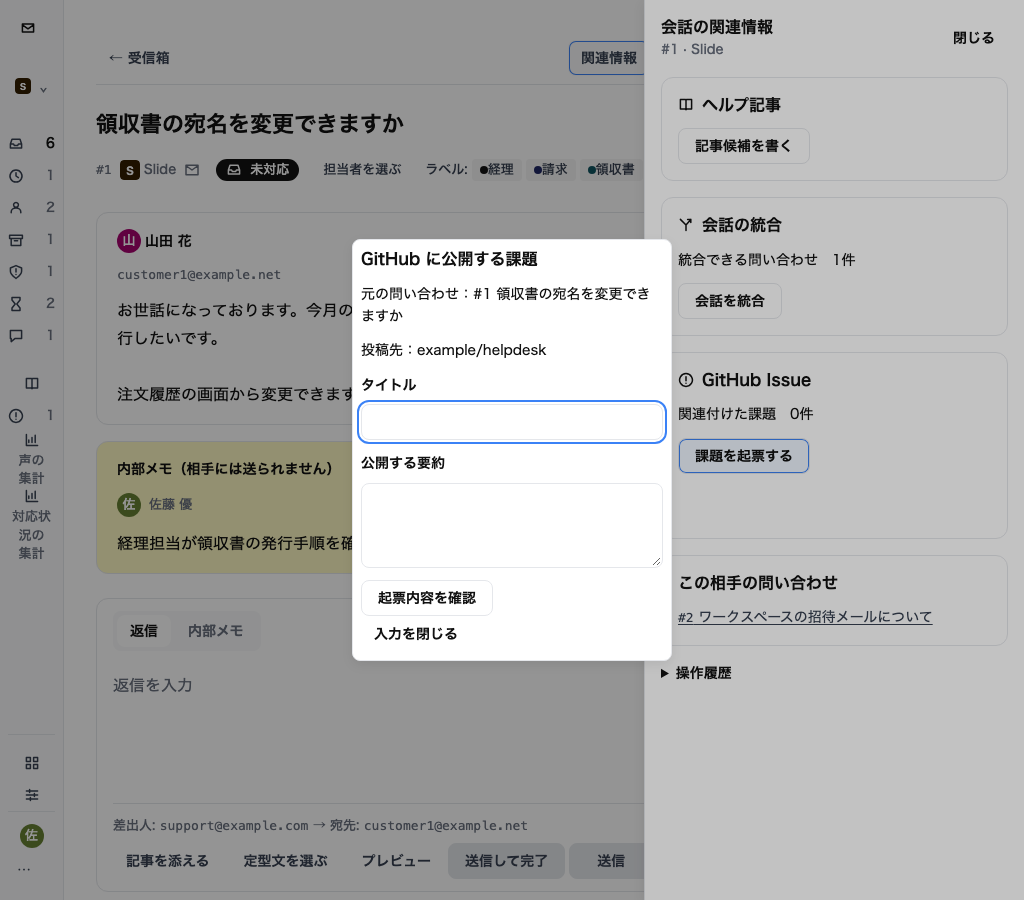 S
6
1
2
1
1
2
1
1
声の
集計
対応状
況の
集計
佐
…
← 受信箱
関連情報
領収書の宛名を変更できますか
#1 S Slide 未対応 担当者を選ぶ ラベル: 経理 請求 領収書
山 山田 花
customer1@example.net
お世話になっております。今月の
行したいです。
注文履歴の画面から変更できます
内部メモ（相手には送られません）
佐 佐藤 優
経理担当が領収書の発行手順を確
返信 内部メモ
返信を入力
差出人: support@example.com → 宛先: customer1@example.net
記事を添える 定型文を選ぶ プレビュー 送信して完了 送信
GitHub に公開する課題
元の問い合わせ：#1 領収書の宛名を変更でき
ますか
投稿先：example/helpdesk
タイトル
公開する要約
起票内容を確認
入力を閉じる
会話の関連情報
#1 · Slide
閉じる
ヘルプ記事
記事候補を書く
会話の統合
統合できる問い合わせ 1件
会話を統合
GitHub Issue
関連付けた課題 0件
課題を起票する
この相手の問い合わせ
#2 ワークスペースの招待メールについて
▶ 操作履歴